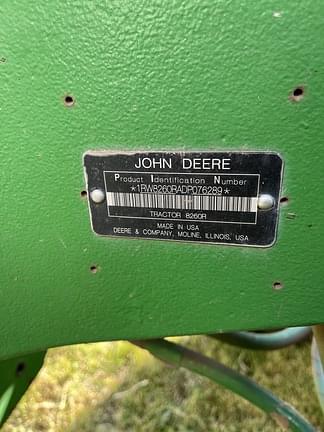 JOHN DEERE
Product Identification Number
*1RW8260RADP076289*
TRACTOR 8260R
MADE IN USA
DEERE & COMPANY, MOLINE, ILLINOIS, USA